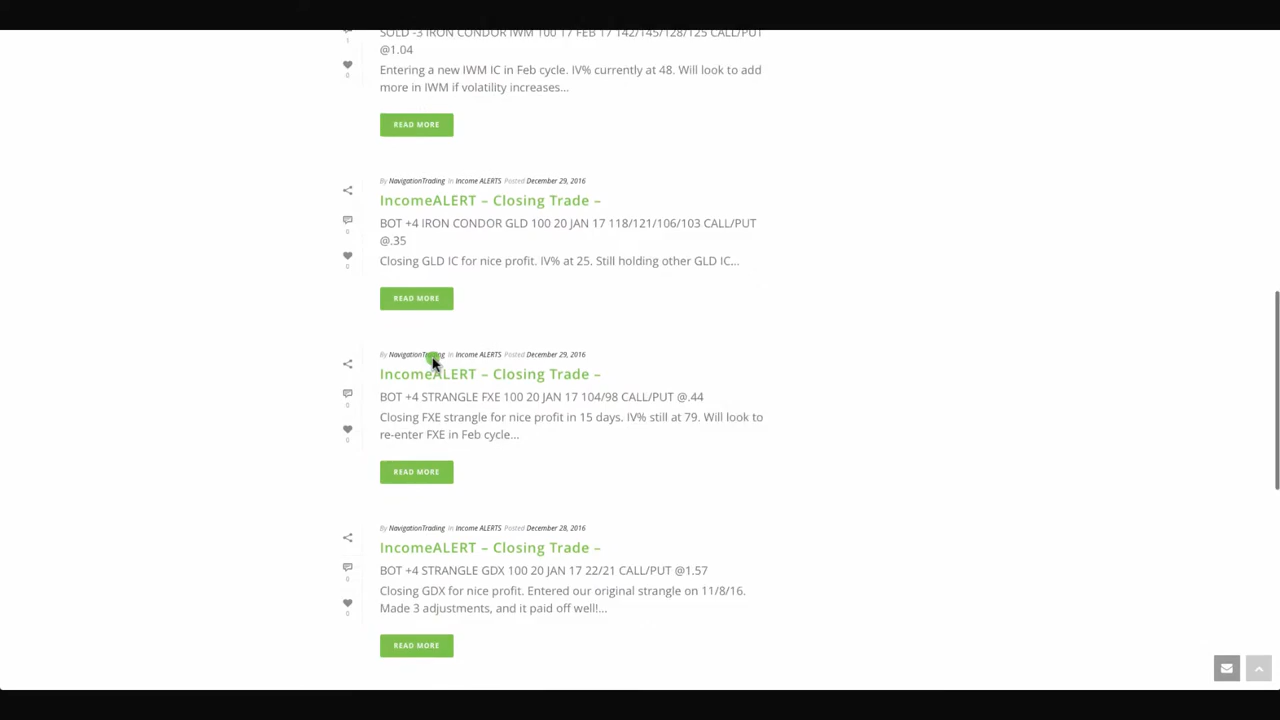 SOLD -3 IRON CONDOR IWM 100 17 FEB 17 142/145/128/125 CALL/PUT
@1.04
1
0
Entering a new IWM IC in Feb cycle. IV% currently at 48. Will look to add
more in IWM if volatility increases...
READ MORE
By NavigationTrading In Income ALERTS Posted December 29, 2016
IncomeALERT – Closing Trade –
BOT +4 IRON CONDOR GLD 100 20 JAN 17 118/121/106/103 CALL/PUT
@.35
0
0
Closing GLD IC for nice profit. IV% at 25. Still holding other GLD IC...
READ MORE
By NavigationTrading In Income ALERTS Posted December 29, 2016
IncomeALERT – Closing Trade –
BOT +4 STRANGLE FXE 100 20 JAN 17 104/98 CALL/PUT @.44
0
0
Closing FXE strangle for nice profit in 15 days. IV% still at 79. Will look to
re-enter FXE in Feb cycle...
READ MORE
By NavigationTrading In Income ALERTS Posted December 28, 2016
IncomeALERT – Closing Trade –
BOT +4 STRANGLE GDX 100 20 JAN 17 22/21 CALL/PUT @1.57
0
0
Closing GDX for nice profit. Entered our original strangle on 11/8/16.
Made 3 adjustments, and it paid off well!...
READ MORE